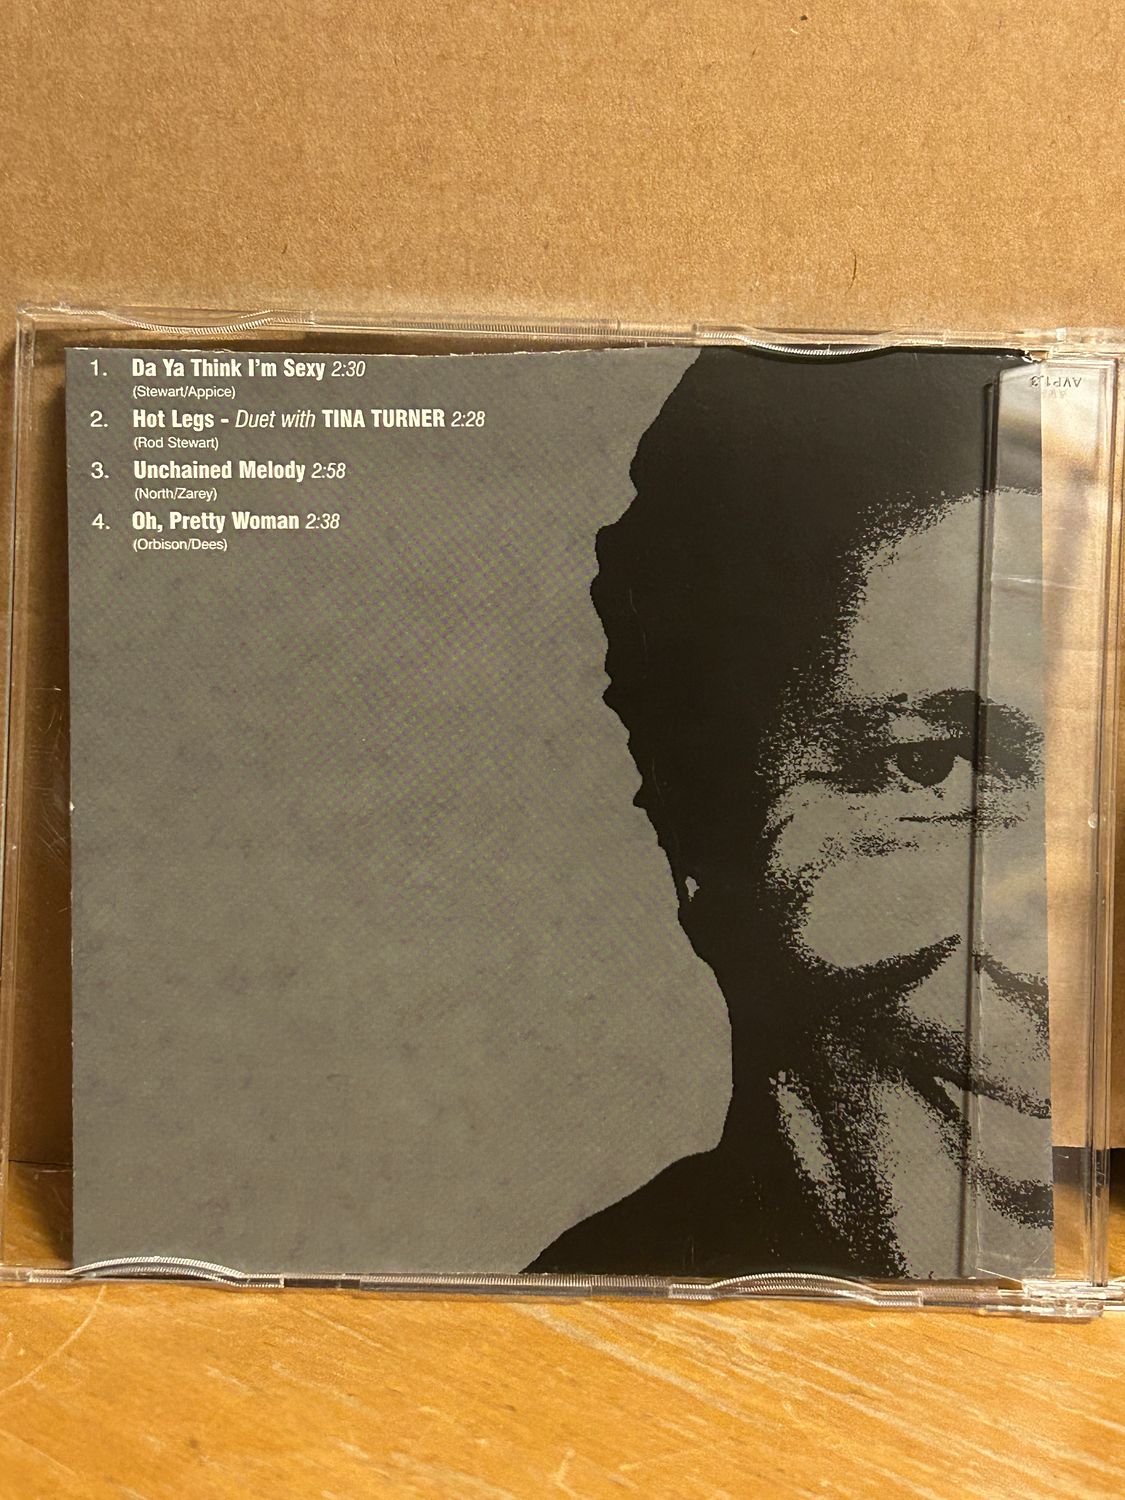 1. Da Ya Think I'm Sexy 2:30
(Stewart/Appice)
2. Hot Legs - Duet with TINA TURNER 2:28
(Rod Stewart)
3. Unchained Melody 2:58
(North/Zarey)
4. Oh, Pretty Woman 2:38
(Orbison/Dees)